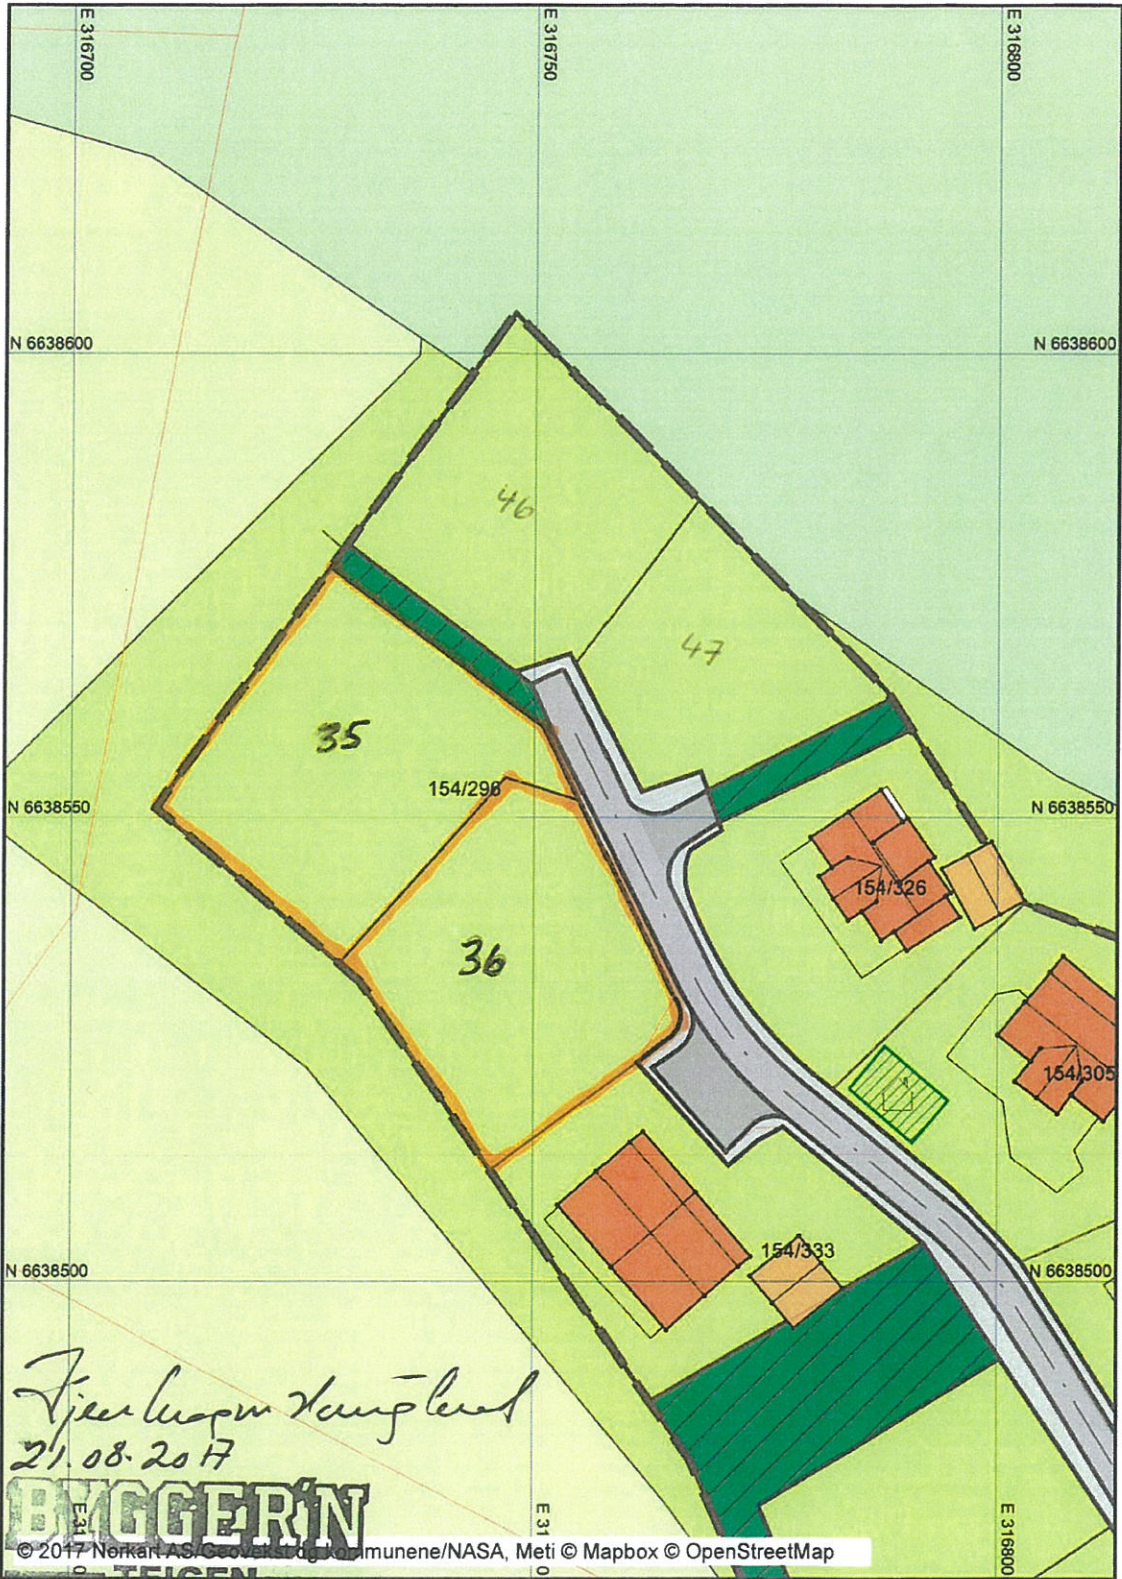 E 316700
E 316750
E 316800
N 6638600
N 6638600
46
47
35
154/296
N 6638550
N 6638550
154/326
36
154/305
154/333
N 6638500
N 6638500
21.08.2017
BYGGER'N
E 316800
© 2017 Norkart AS/Geovekst og kommunene/NASA, Meti © Mapbox © OpenStreetMap
TEIGEN